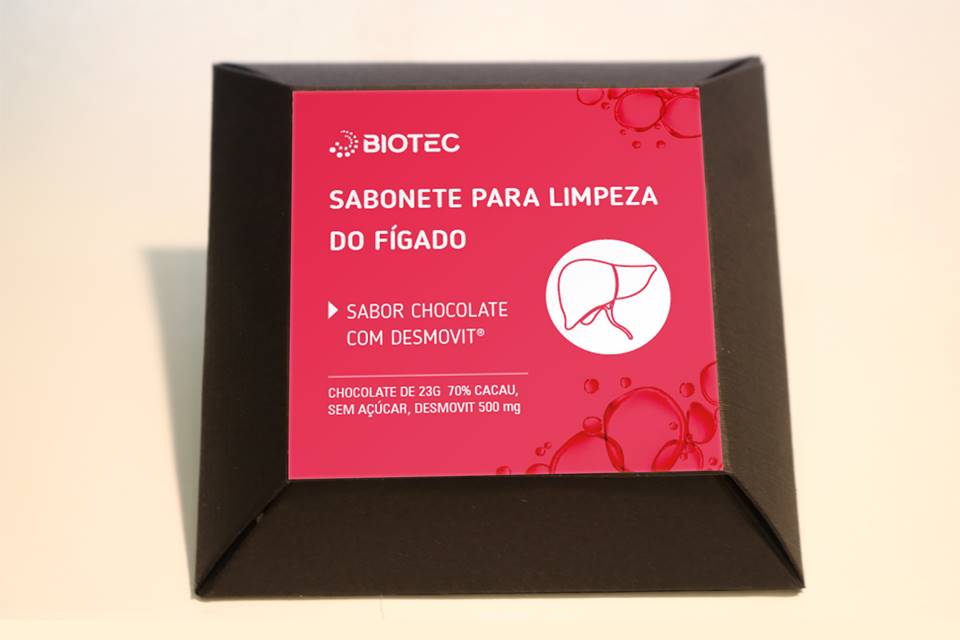 BIOTEC
SABONETE PARA LIMPEZA
DO FÍGADO
SABOR CHOCOLATE
COM DESMOVIT®
CHOCOLATE DE 23G 70% CACAU,
SEM AÇÚCAR, DESMOVIT 500 mg